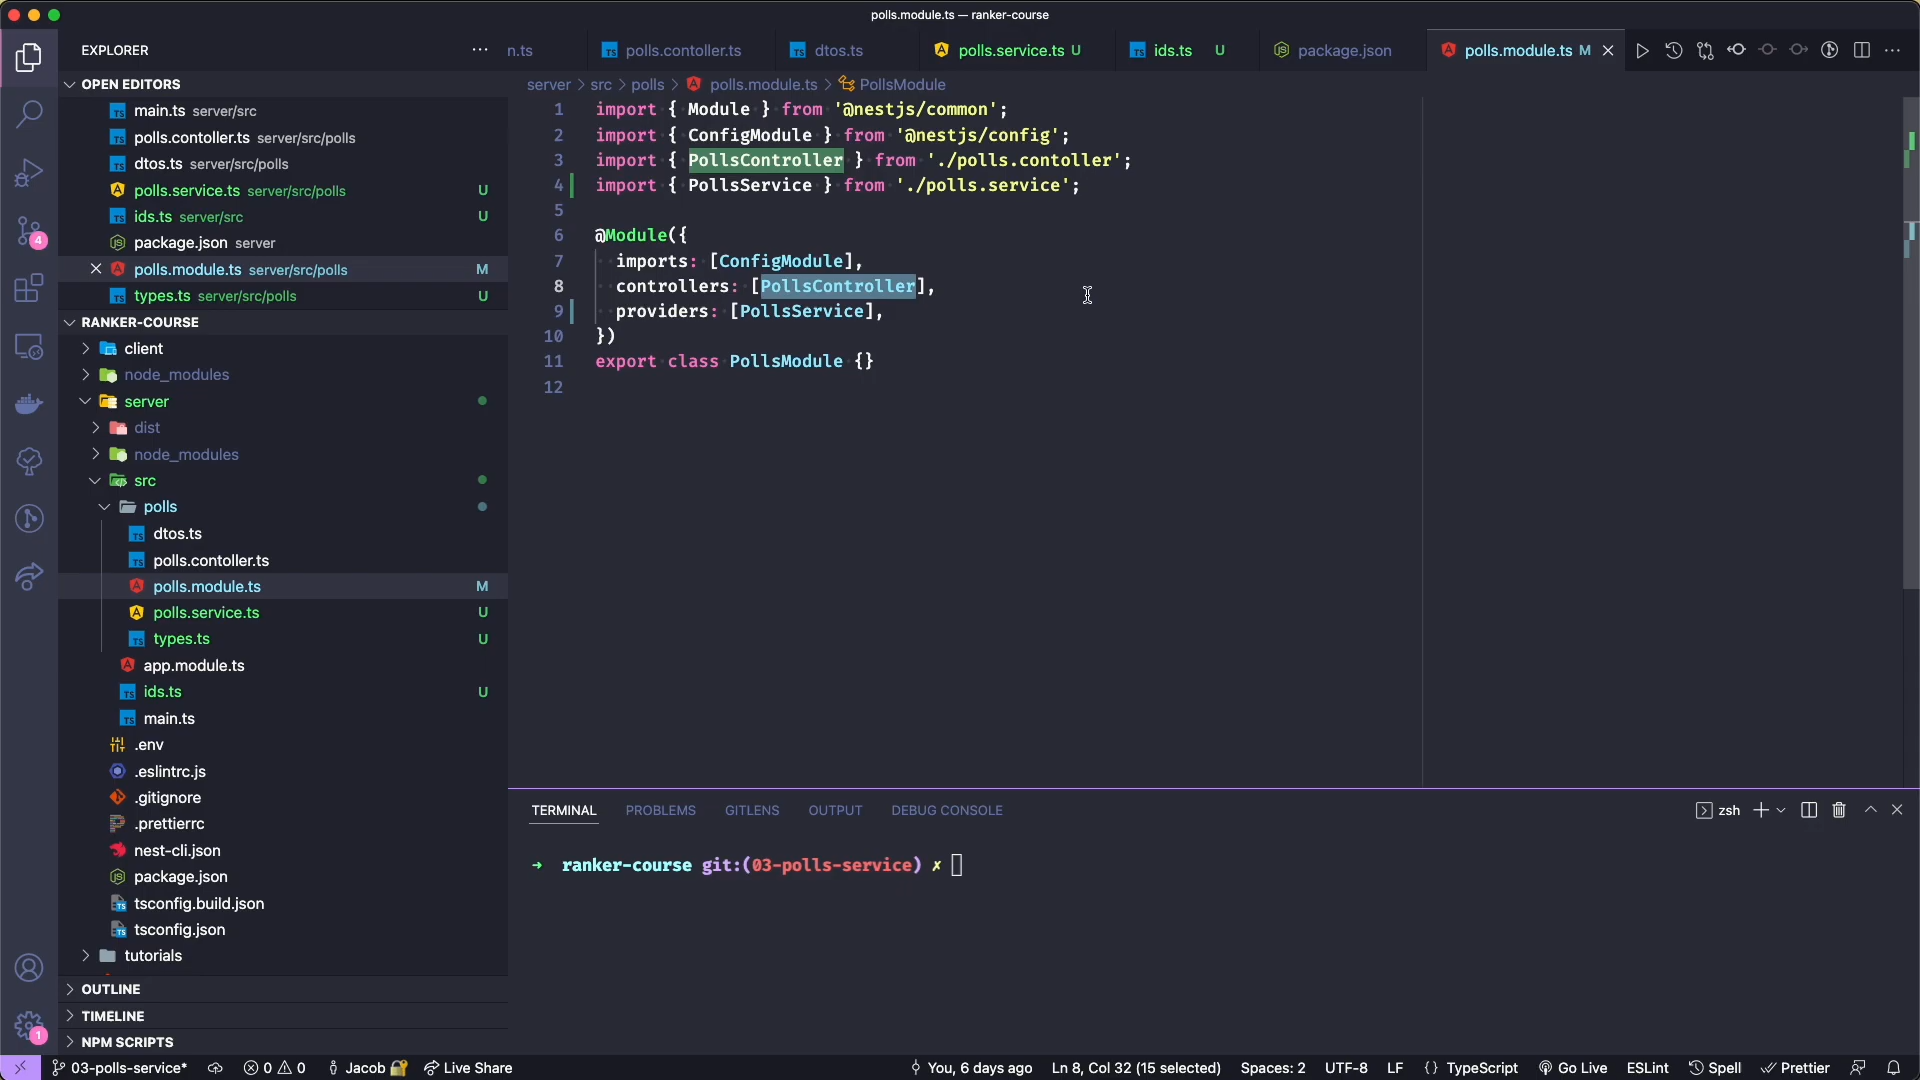 polls.module.ts — ranker-course
EXPLORER
n.ts
polls.contoller.ts
dtos.ts
polls.service.ts U
ids.ts U
package.json
polls.module.ts M
OPEN EDITORS
main.ts server/src
polls.contoller.ts server/src/polls
dtos.ts server/src/polls
polls.service.ts server/src/polls U
ids.ts server/src U
package.json server
polls.module.ts server/src/polls M
types.ts server/src/polls U
RANKER-COURSE
client
node_modules
server
dist
node_modules
src
polls
dtos.ts
polls.contoller.ts
polls.module.ts M
polls.service.ts U
types.ts U
app.module.ts
ids.ts U
main.ts
.env
.eslintrc.js
.gitignore
.prettierrc
nest-cli.json
package.json
tsconfig.build.json
tsconfig.json
tutorials
OUTLINE
TIMELINE
NPM SCRIPTS
4
1
server > src > polls > polls.module.ts > PollsModule
1 import { Module } from '@nestjs/common';
2 import { ConfigModule } from '@nestjs/config';
3 import { PollsController } from './polls.contoller';
4 import { PollsService } from './polls.service';
5
6 @Module({
7 imports: [ConfigModule],
8 controllers: [PollsController],
9 providers: [PollsService],
10 })
11 export class PollsModule {}
12
TERMINAL PROBLEMS GITLENS OUTPUT DEBUG CONSOLE
zsh
→ ranker-course git:(03-polls-service) ✗
03-polls-service* 0 0 Jacob Live Share You, 6 days ago Ln 8, Col 32 (15 selected) Spaces: 2 UTF-8 LF {} TypeScript Go Live ESLint Spell Prettier